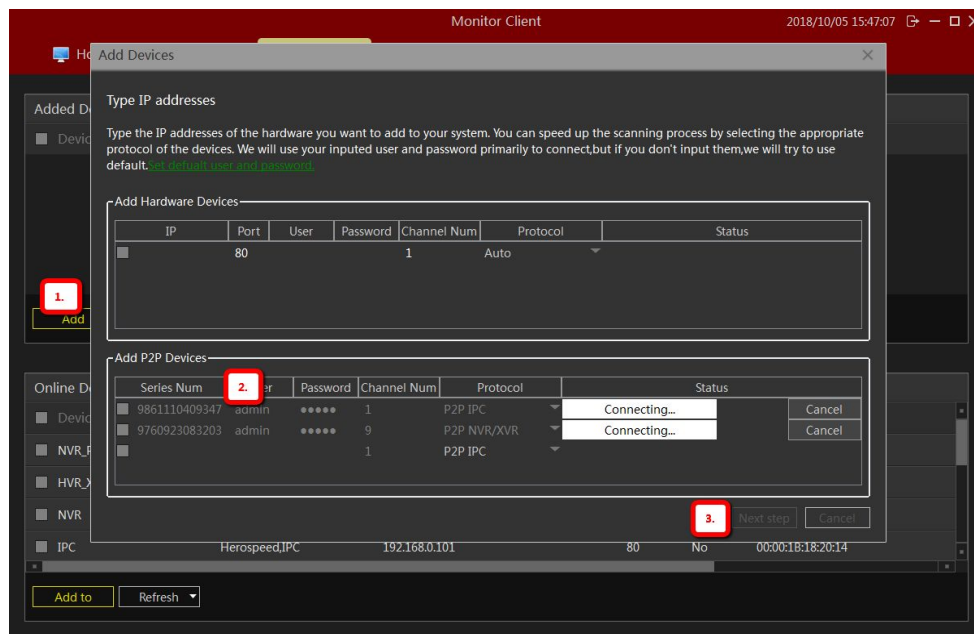 Monitor Client
2018/10/05 15:47:07
Add Devices
Type IP addresses
Added
Type the IP addresses of the hardware you want to add to your system. You can speed up the scanning process by selecting the appropriate
protocol of the devices. We will use your inputed user and password primarily to connect,but if you don't input them,we will try to use
default.Set defualt user and password.
Add Hardware Devices
IP Port User Password Channel Num Protocol Status
80 1 Auto
1.
Add
Add P2P Devices
Online
Series Num 2. Password Channel Num Protocol Status
9861110409347 admin ●●●●● 1 P2P IPC Connecting... Cancel
9760923083203 admin ●●●●● 9 P2P NVR/XVR Connecting... Cancel
1 P2P IPC
NVR
3. Next step Cancel
IPC Herospeed,IPC 192.168.0.101 80 No 00:00:1B:18:20:14
Add to Refresh